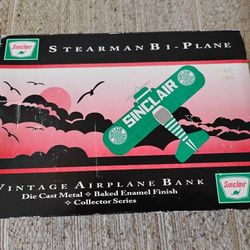 Sinclair
STEARMAN BI-PLANE
SINCLAIR
VINTAGE AIRPLANE BANK
Die Cast Metal ❖ Baked Enamel Finish
❖ Collector Series
Sinclair